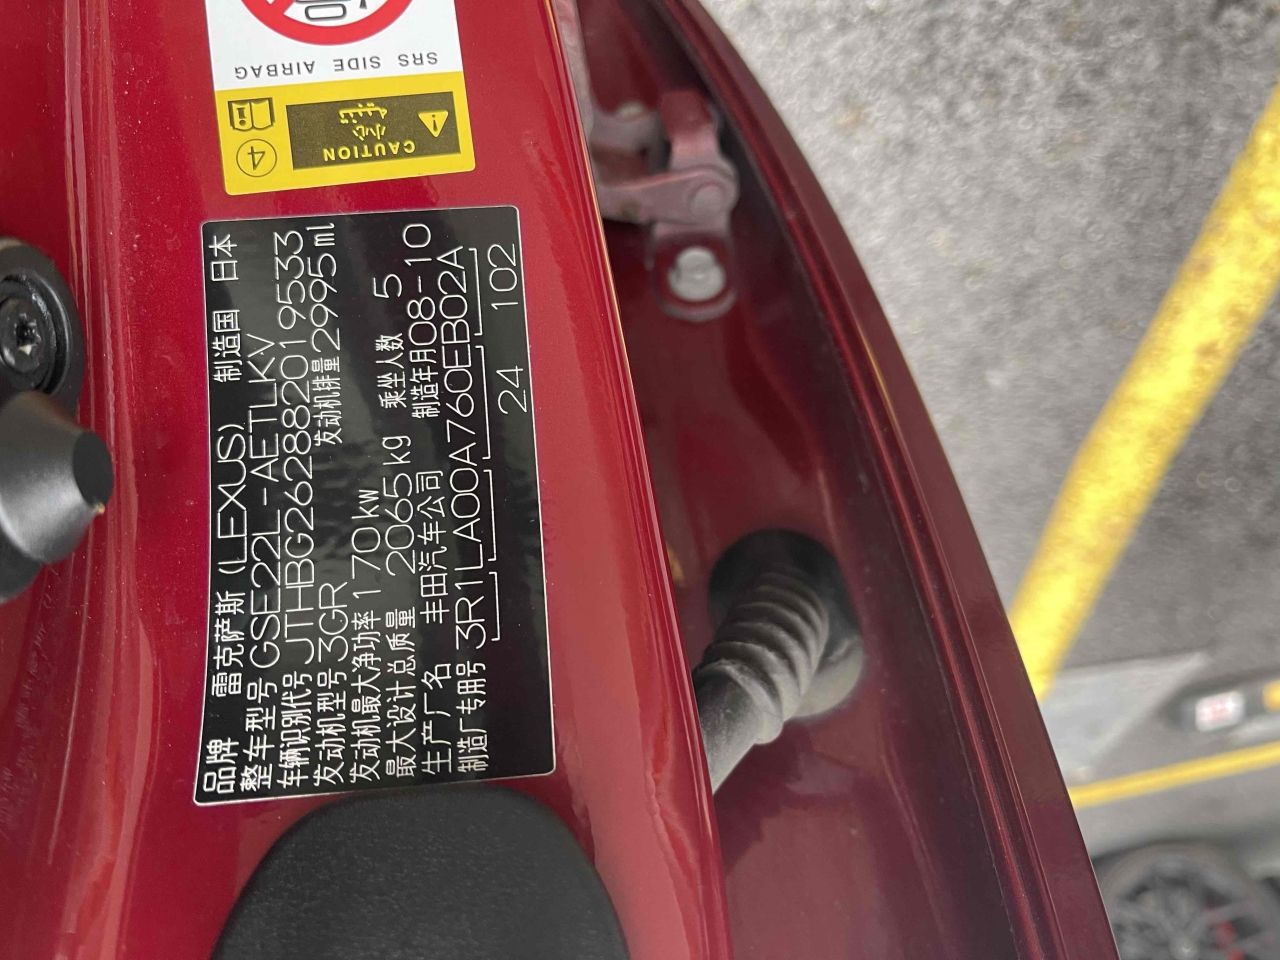 SRS SIDE AIRBAG
CAUTION
小心
4
品牌 雷克萨斯 (LEXUS) 制造国 日本
整车型号 GSE22L-AETLKV
车辆识别代号 JTHBG262882019533
发动机型号 3GR 发动机排量 2995ml
发动机最大净功率 170kw
最大设计总质量 2065kg 乘坐人数 5
生产厂名 丰田汽车公司 制造年月 08-10
制造厂专用号 3R1LA00A760EB02A
24 102